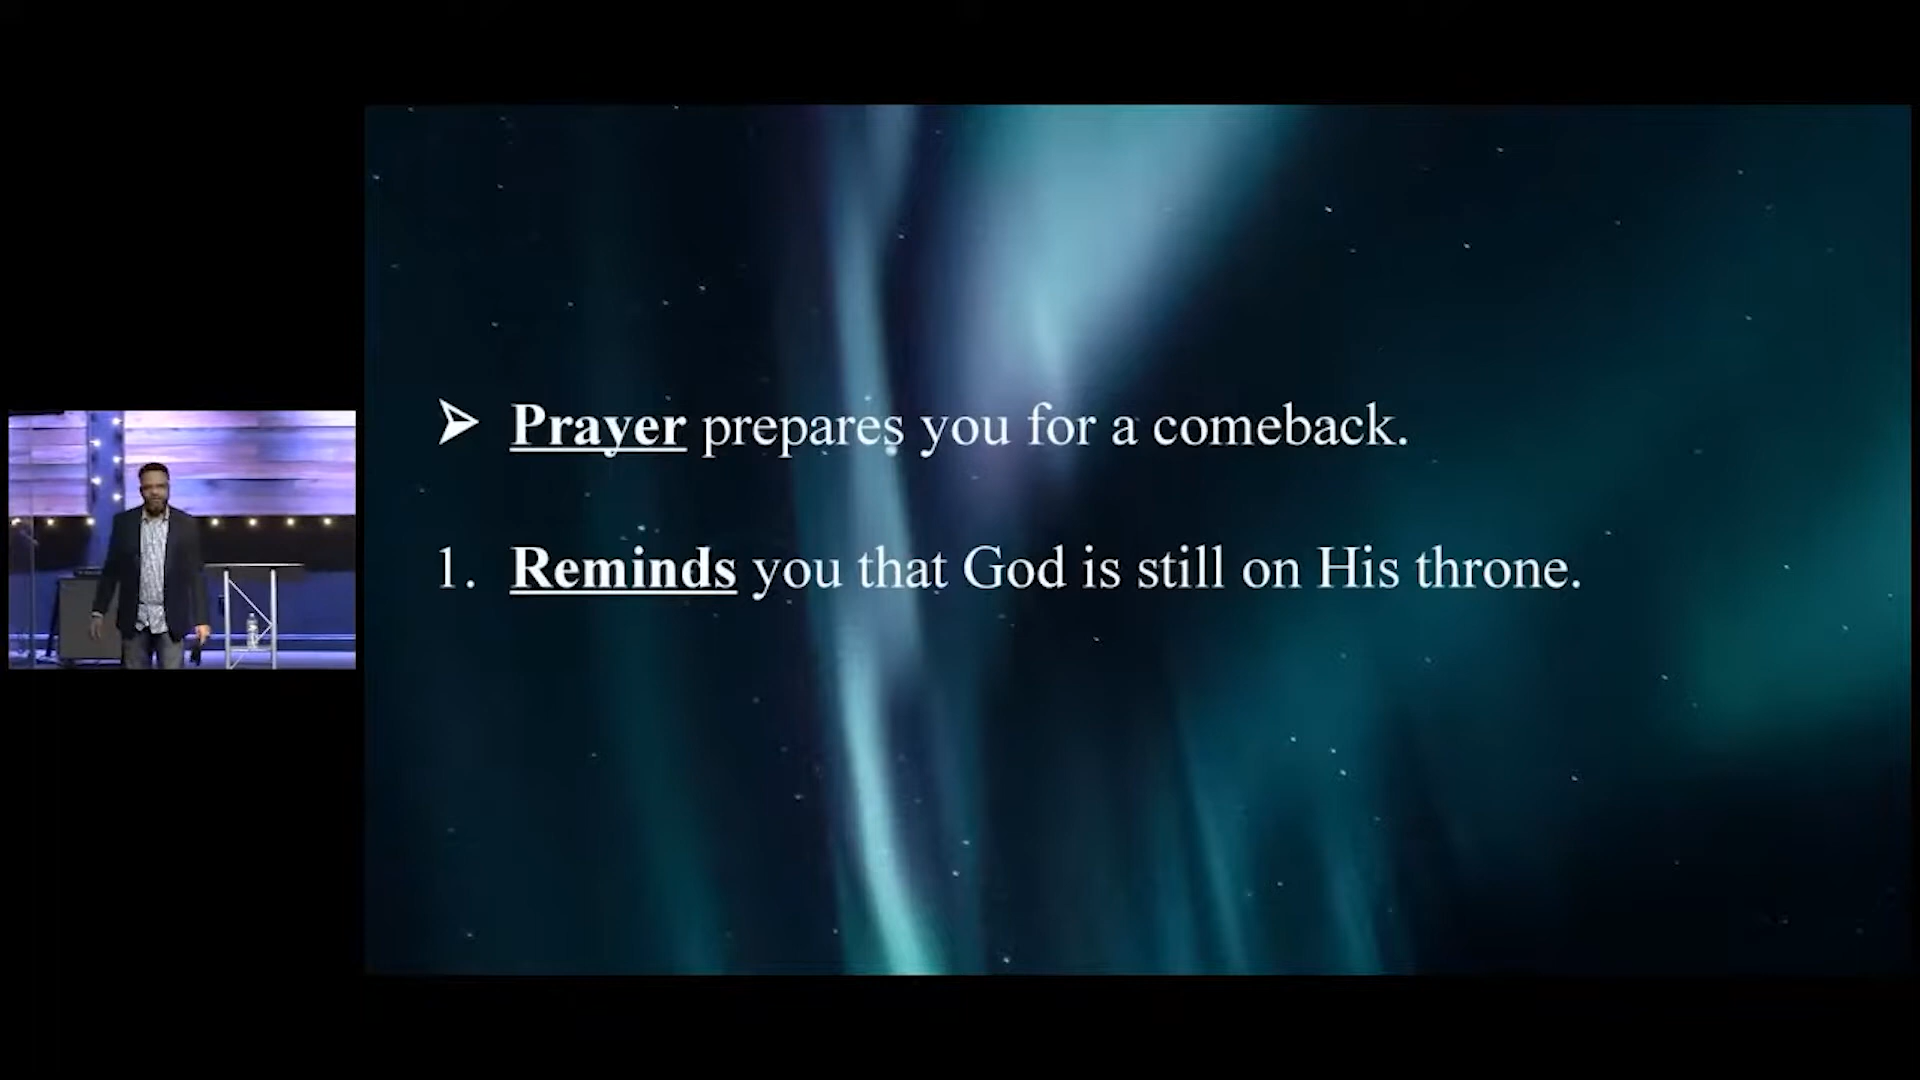 ➢ Prayer prepares you for a comeback.
1. Reminds you that God is still on His throne.